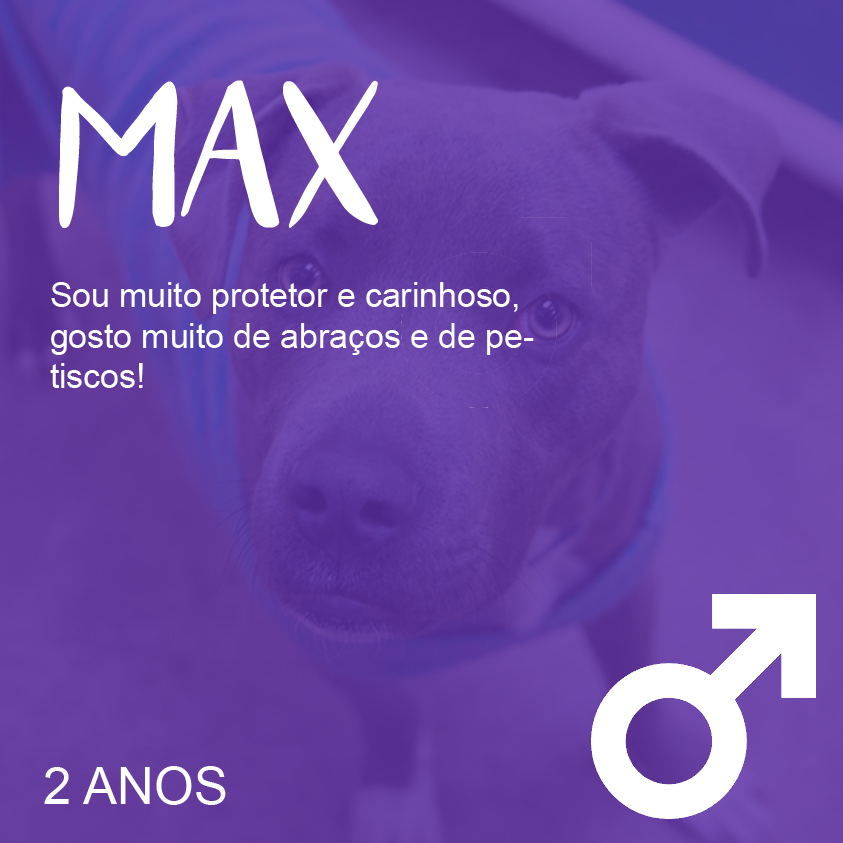 MAX
Sou muito protetor e carinhoso,
gosto muito de abraços e de pe-
tiscos!
2 ANOS